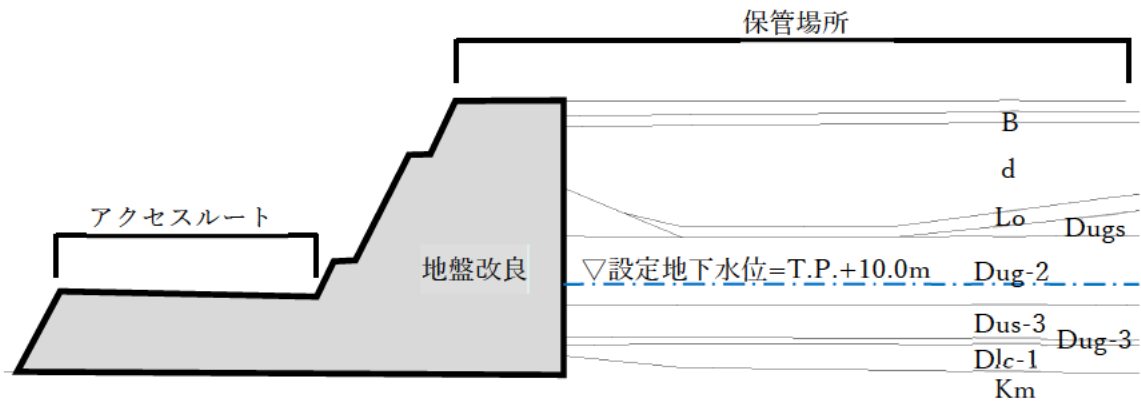 保管場所
B
d
アクセスルート
Lo
Dugs
地盤改良
▽設定地下水位=T.P.+10.0m
Dug-2
Dus-3
Dug-3
Dlc-1
Km